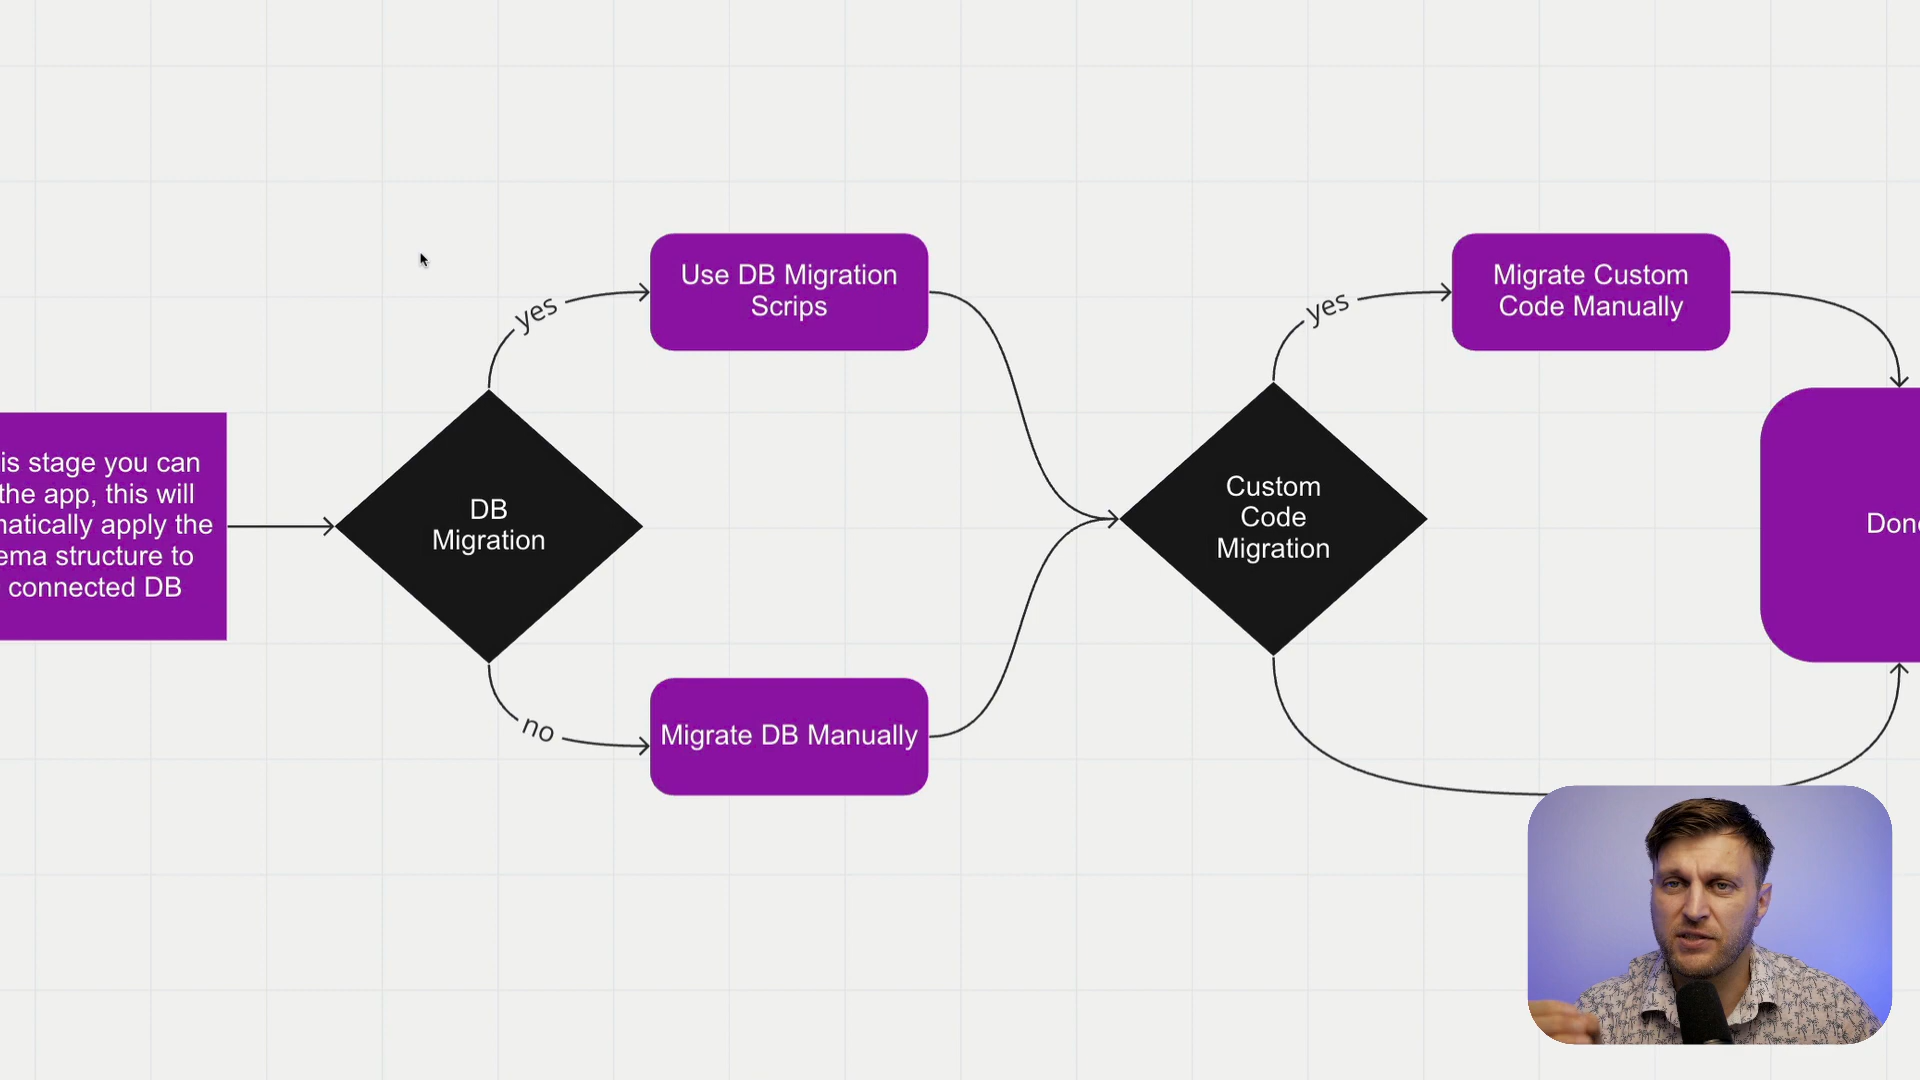 is stage you can
the app, this will
matically apply the
ema structure to
connected DB
DB
Migration
yes
no
Use DB Migration
Scrips
Migrate DB Manually
Custom
Code
Migration
yes
Migrate Custom
Code Manually
Don